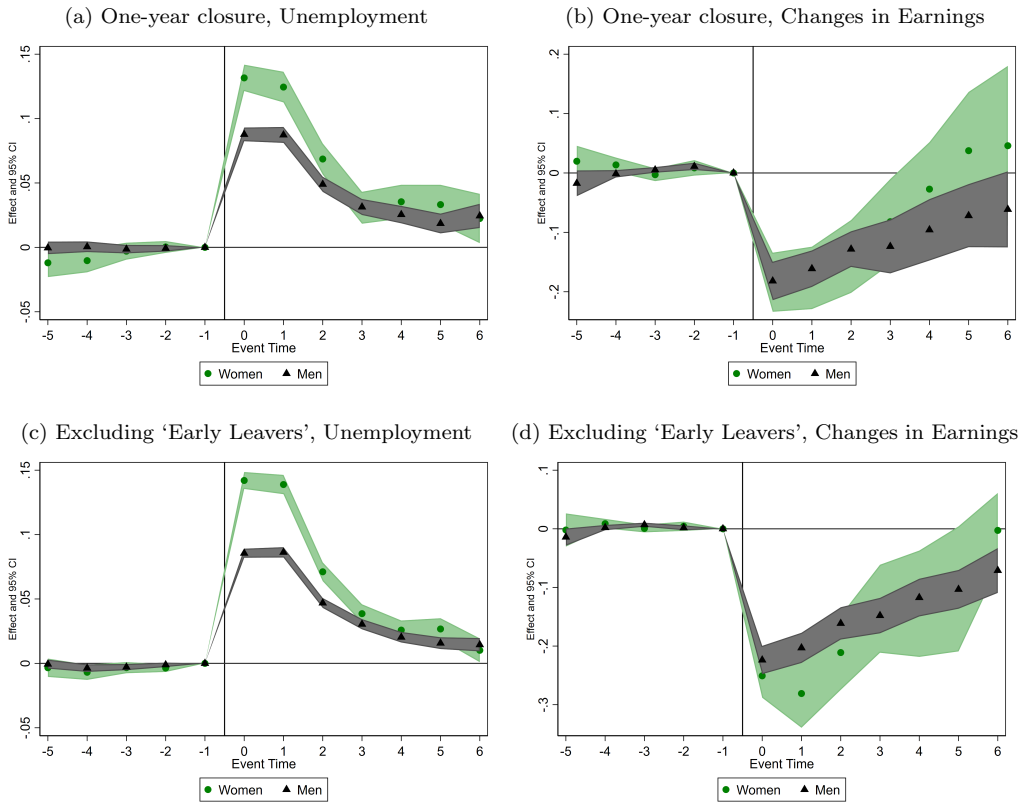 (a) One-year closure, Unemployment
(b) One-year closure, Changes in Earnings
Effect and 95% CI
.15
.1
.05
0
-.05
-5 -4 -3 -2 -1 0 1 2 3 4 5 6
Event Time
Women Men
Effect and 95% CI
.2
.1
0
-.1
-.2
-5 -4 -3 -2 -1 0 1 2 3 4 5 6
Event Time
Women Men
(c) Excluding ‘Early Leavers’, Unemployment
(d) Excluding ‘Early Leavers’, Changes in Earnings
Effect and 95% CI
.15
.1
.05
0
-.05
-5 -4 -3 -2 -1 0 1 2 3 4 5 6
Event Time
Women Men
Effect and 95% CI
.1
0
-.1
-.2
-.3
-5 -4 -3 -2 -1 0 1 2 3 4 5 6
Event Time
Women Men